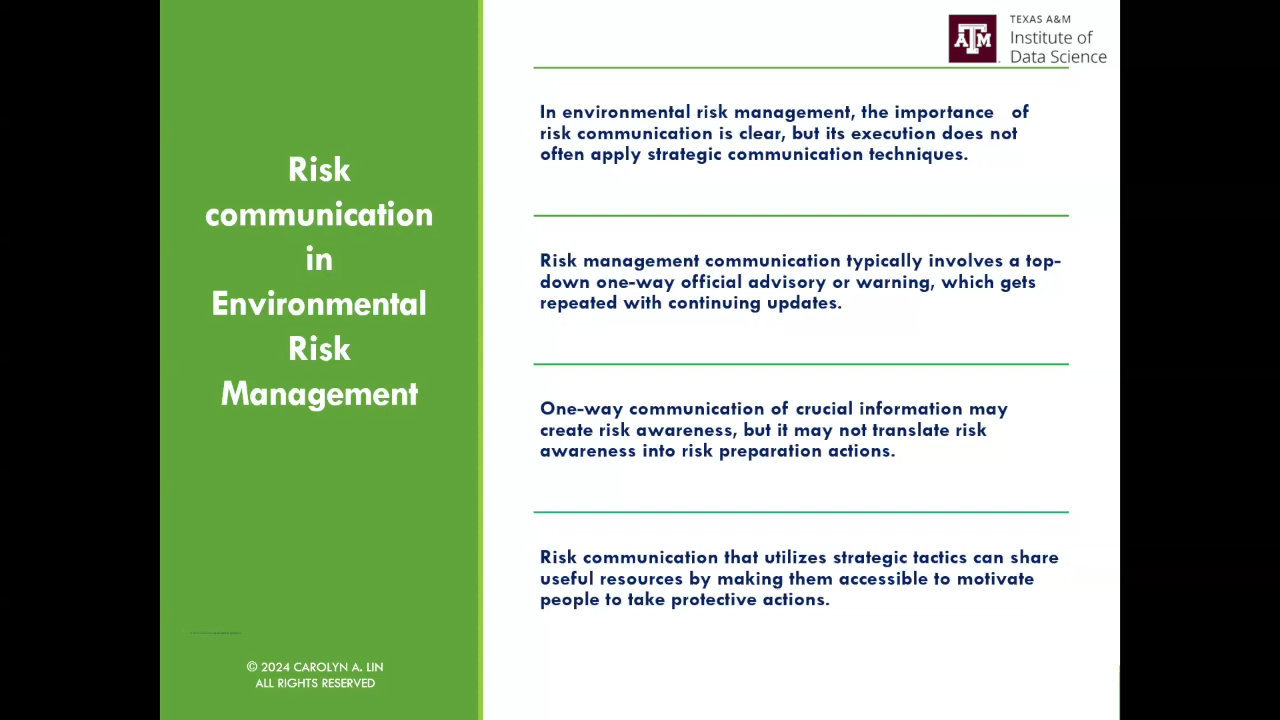 Risk
communication
in
Environmental
Risk
Management
© 2024 CAROLYN A. LIN
ALL RIGHTS RESERVED
TEXAS A&M
Institute of
Data Science
ATM
In environmental risk management, the importance of
risk communication is clear, but its execution does not
often apply strategic communication techniques.
Risk management communication typically involves a top-
down one-way official advisory or warning, which gets
repeated with continuing updates.
One-way communication of crucial information may
create risk awareness, but it may not translate risk
awareness into risk preparation actions.
Risk communication that utilizes strategic tactics can share
useful resources by making them accessible to motivate
people to take protective actions.